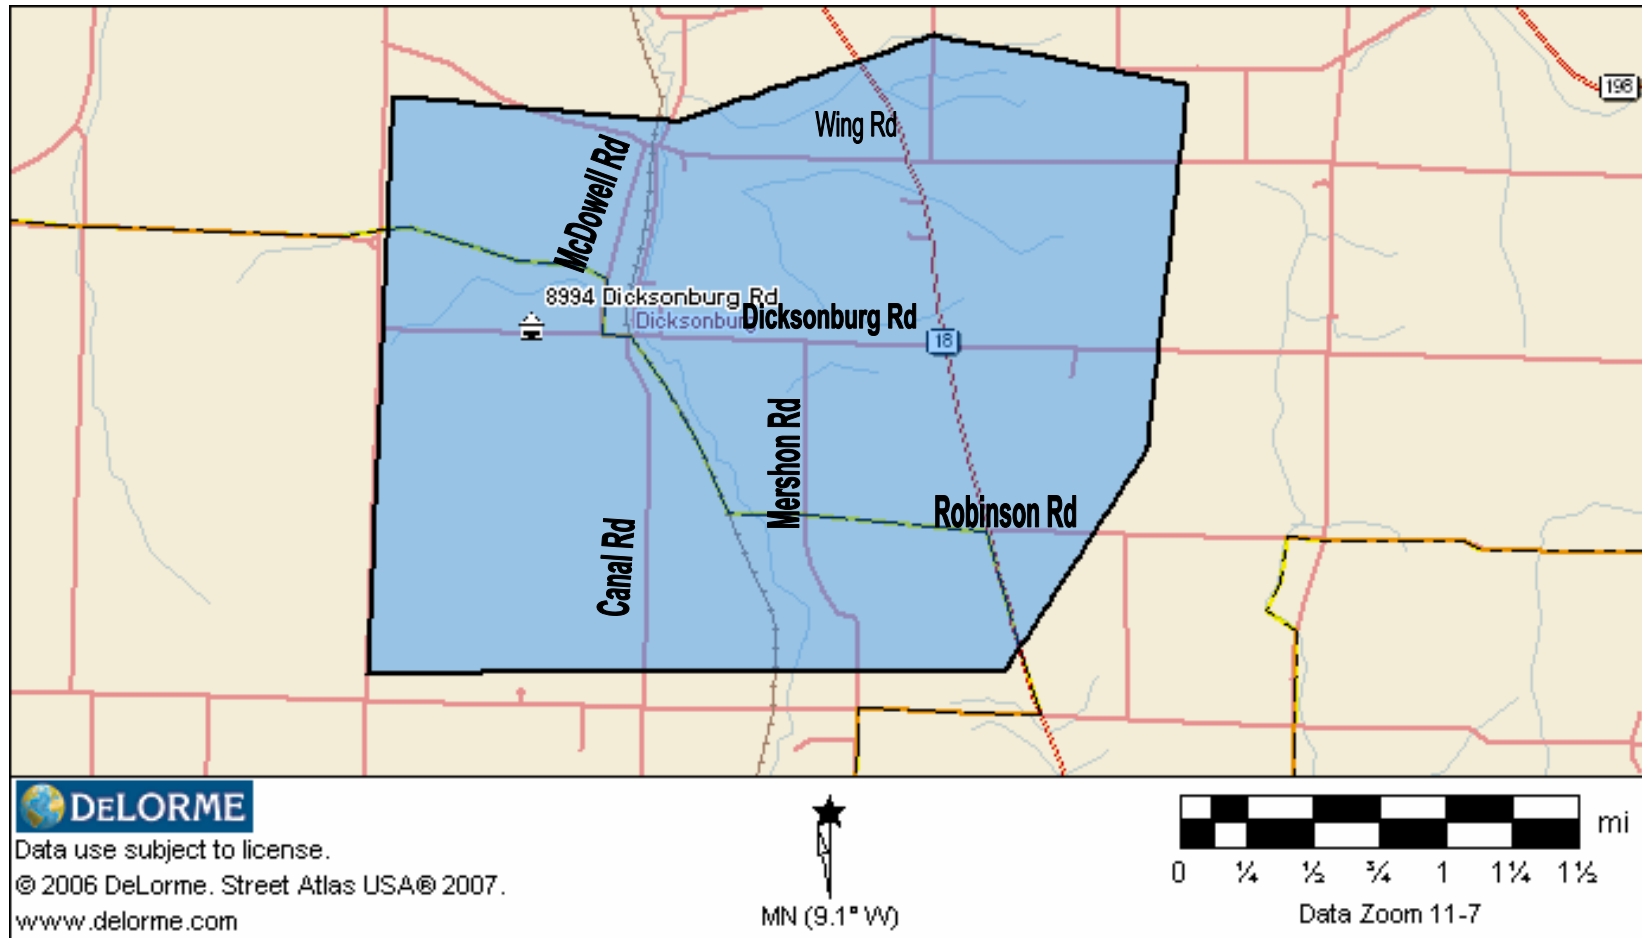 198
Wing Rd
McDowell Rd
8994 Dicksonburg Rd
Dicksonburg Rd
Dicksonbur
18
Mershon Rd
Robinson Rd
Canal Rd
DELORME
Data use subject to license.
© 2006 DeLorme. Street Atlas USA® 2007.
www.delorme.com
MN (9.1° W)
mi
0 ¼ ½ ¾ 1 1¼ 1½
Data Zoom 11-7